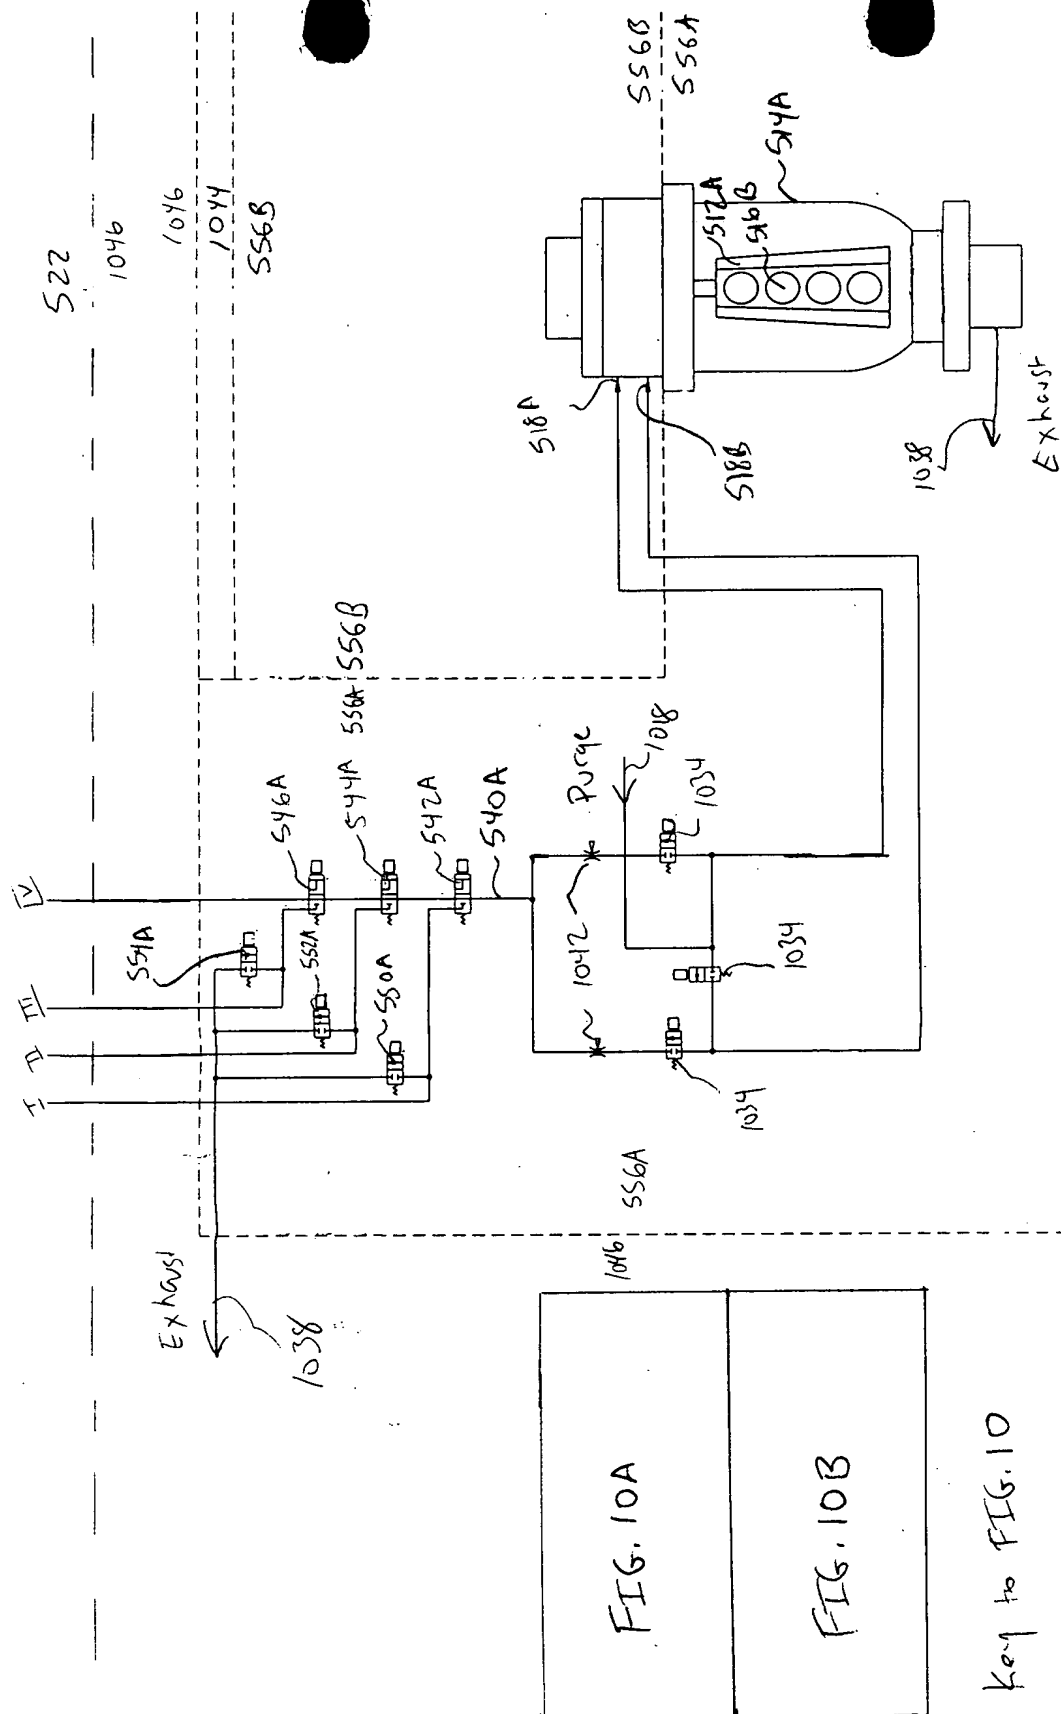 522
1046
1046
1044
556B
556B
556A
512A
516B
514A
518A
518B
1038
Exhaust
IV
III
II
I
554A
546A
552A
544A
556A
556B
550A
542A
540A
Purge
1018
1042
1034
1034
1034
556A
1046
Exhaust
1038
FIG. 10A
FIG. 10B
Key to FIG. 10